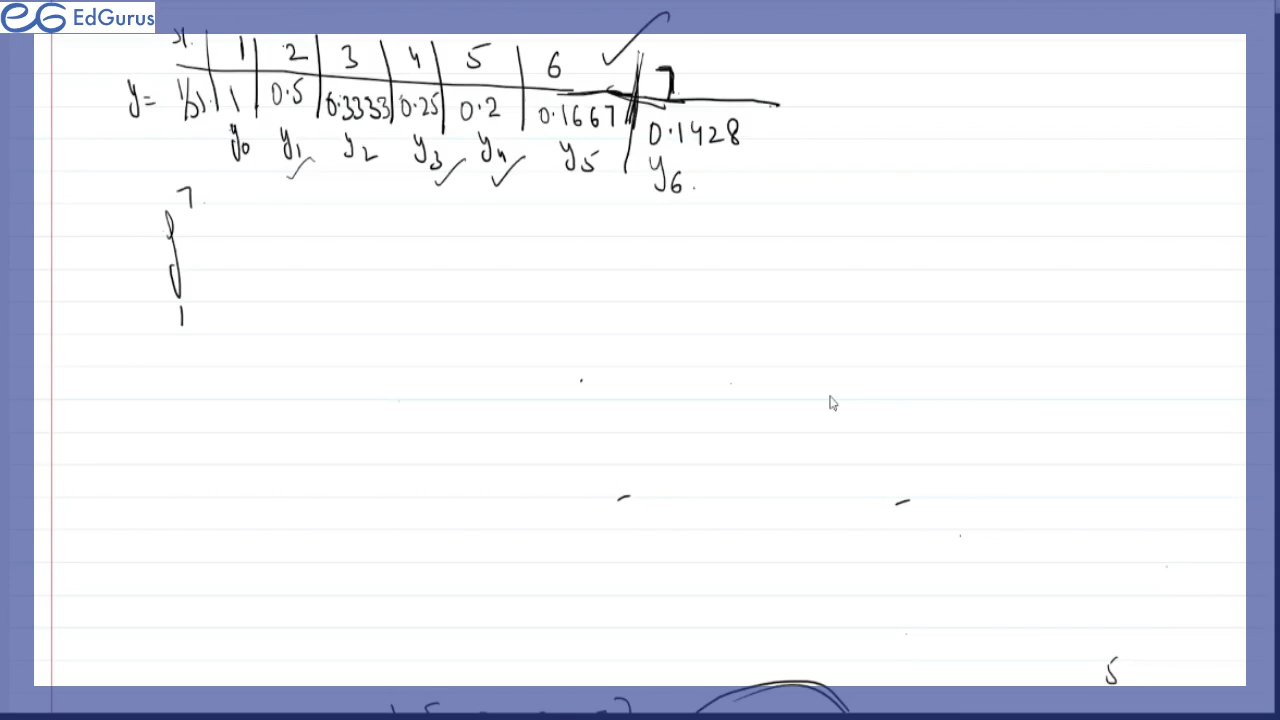 EdGurus
x 1 2 3 4 5 6 7
y = 1/x 1 0.5 0.3333 0.25 0.2 0.1667 0.1428
y0 y1 y2 y3 y4 y5 y6
7
∫
1
5